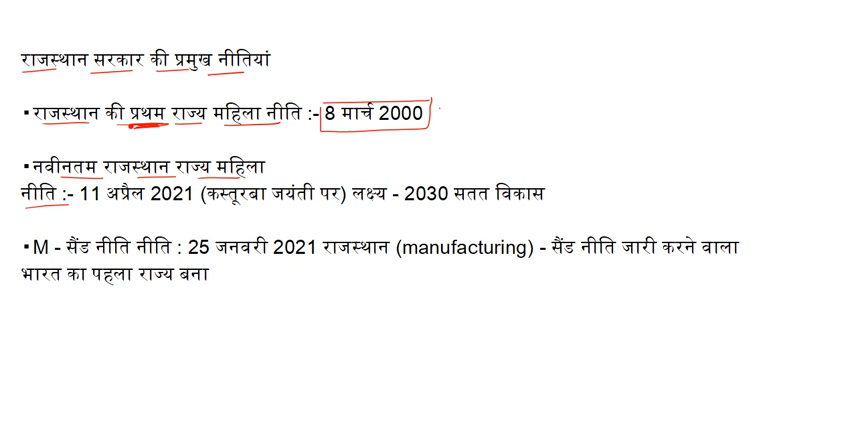 राजस्थान सरकार की प्रमुख नीतियां
▪राजस्थान की प्रथम राज्य महिला नीति :- 8 मार्च 2000
▪नवीनतम राजस्थान राज्य महिला
नीति :- 11 अप्रैल 2021 (कस्तूरबा जयंती पर) लक्ष्य - 2030 सतत विकास
▪M - सैंड नीति नीति : 25 जनवरी 2021 राजस्थान (manufacturing) - सैंड नीति जारी करने वाला
भारत का पहला राज्य बना